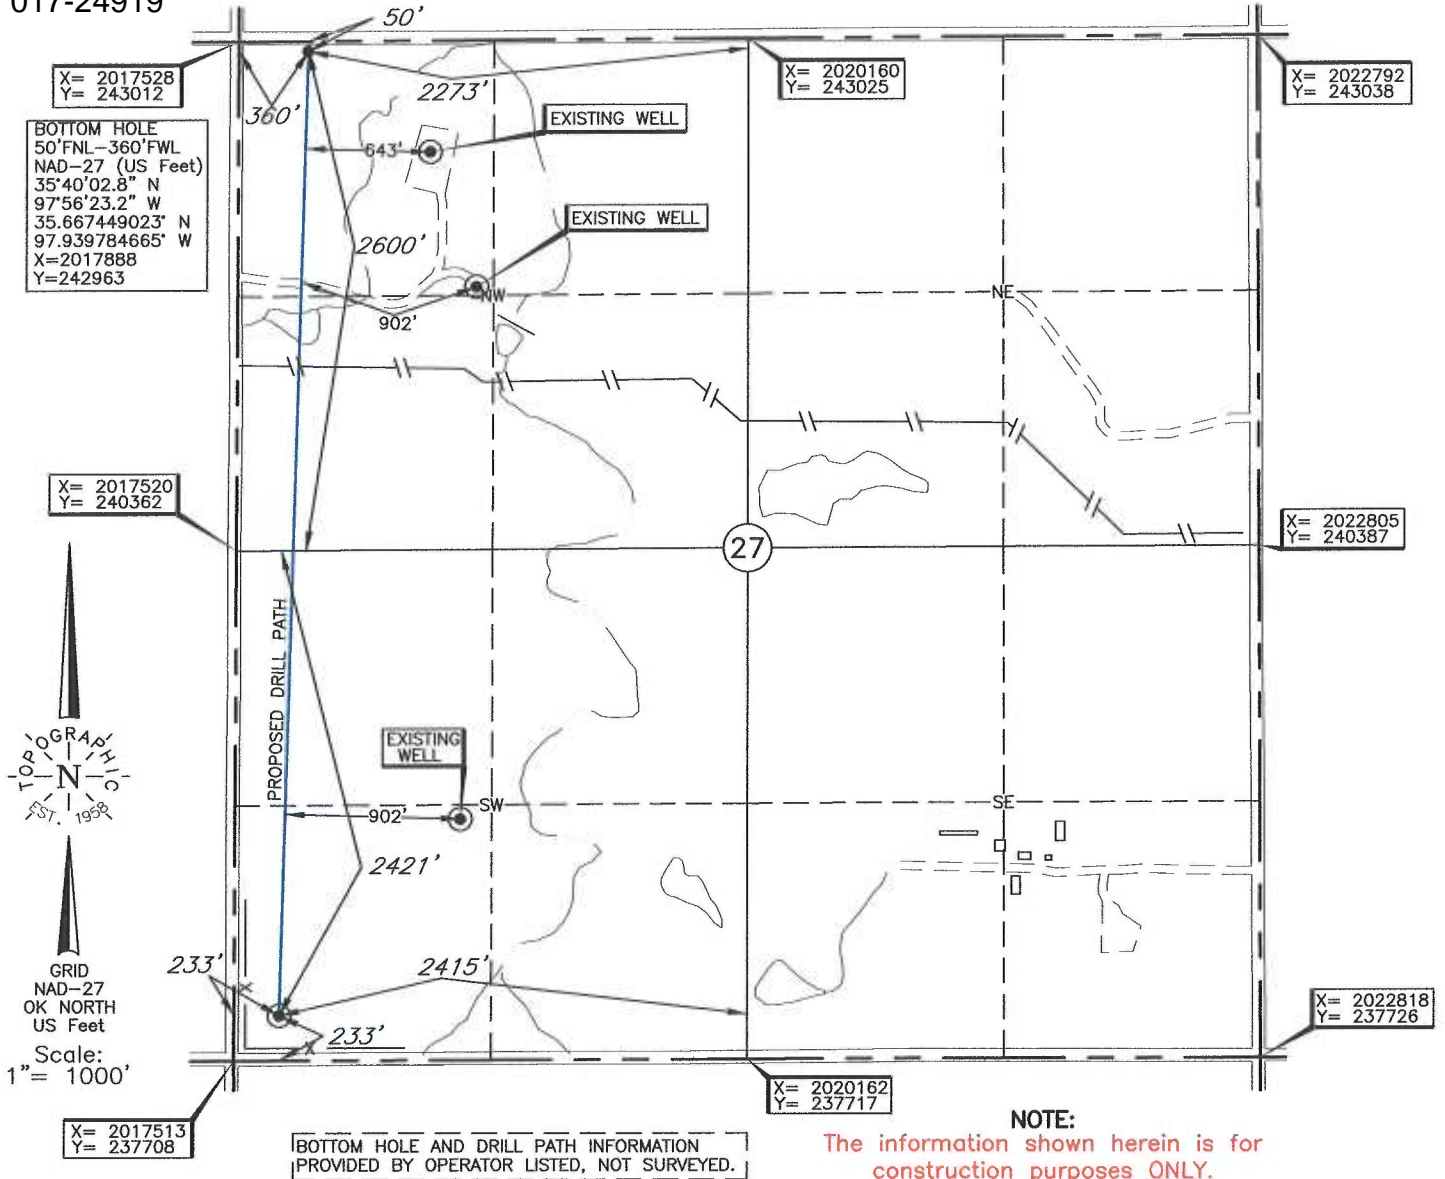 017-24919
50'
X= 2017528
Y= 243012
X= 2020160
Y= 243025
X= 2022792
Y= 243038
360'
2273'
EXISTING WELL
BOTTOM HOLE
50'FNL-360'FWL
NAD-27 (US Feet)
35°40'02.8" N
97°56'23.2" W
35.667449023° N
97.939784665° W
X=2017888
Y=242963
643'
EXISTING WELL
2600'
NW
NE
902'
X= 2017520
Y= 240362
27
X= 2022805
Y= 240387
PROPOSED DRILL PATH
TOPOGRAPHIC
N
EST. 1958
EXISTING
WELL
SW
SE
902'
2421'
233'
2415'
GRID
NAD-27
OK NORTH
US Feet
X
233'
X
X= 2022818
Y= 237726
Scale:
1"= 1000'
X= 2020162
Y= 237717
X= 2017513
Y= 237708
BOTTOM HOLE AND DRILL PATH INFORMATION
PROVIDED BY OPERATOR LISTED, NOT SURVEYED.
NOTE:
The information shown herein is for
construction purposes ONLY.